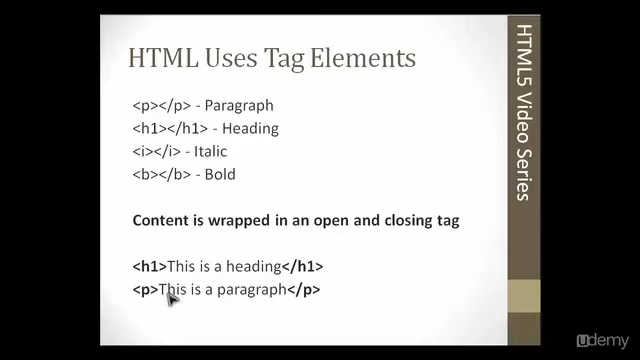 HTML Uses Tag Elements
<p></p> - Paragraph
<h1></h1> - Heading
<i></i> - Italic
<b></b> - Bold
Content is wrapped in an open and closing tag
<h1>This is a heading</h1>
<p>This is a paragraph</p>
HTML5 Video Series
udemy